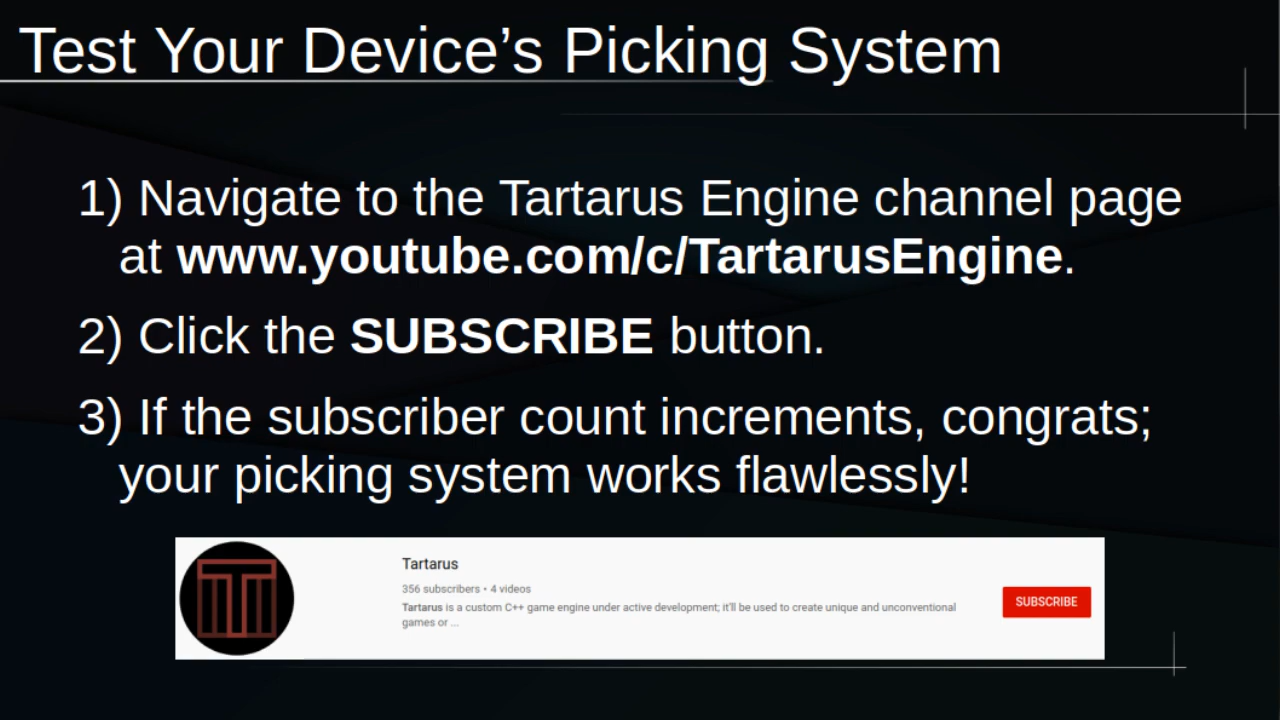 Test Your Device’s Picking System
1) Navigate to the Tartarus Engine channel page
at www.youtube.com/c/TartarusEngine.
2) Click the SUBSCRIBE button.
3) If the subscriber count increments, congrats;
your picking system works flawlessly!
Tartarus
356 subscribers • 4 videos
Tartarus is a custom C++ game engine under active development; it'll be used to create unique and unconventional
games or ...
SUBSCRIBE